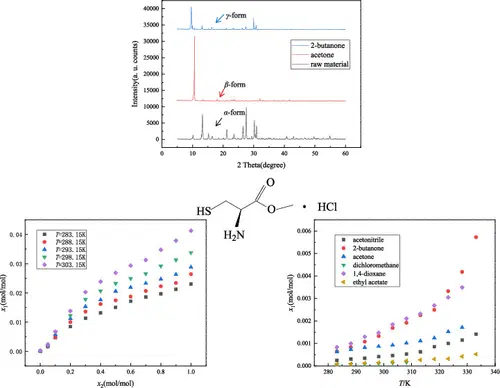 40000
35000
30000
25000
20000
15000
10000
5000
0
Intensity(a. u. counts)
γ-form
β-form
α-form
2-butanone
acetone
raw material
0 10 20 30 40 50 60
2 Theta(degree)
O
HS
O
• HCl
H₂N
T=283. 15K
T=288. 15K
T=293. 15K
T=298. 15K
T=303. 15K
0.04
0.03
0.02
0.01
0.00
x₁(mol/mol)
0.0 0.2 0.4 0.6 0.8 1.0
x₂(mol/mol)
acetonitrile
2-butanone
acetone
dichloromethane
1,4-dioxane
ethyl acetate
0.006
0.005
0.004
0.003
0.002
0.001
0.000
x₁(mol/mol)
280 290 300 310 320 330 340
T/K